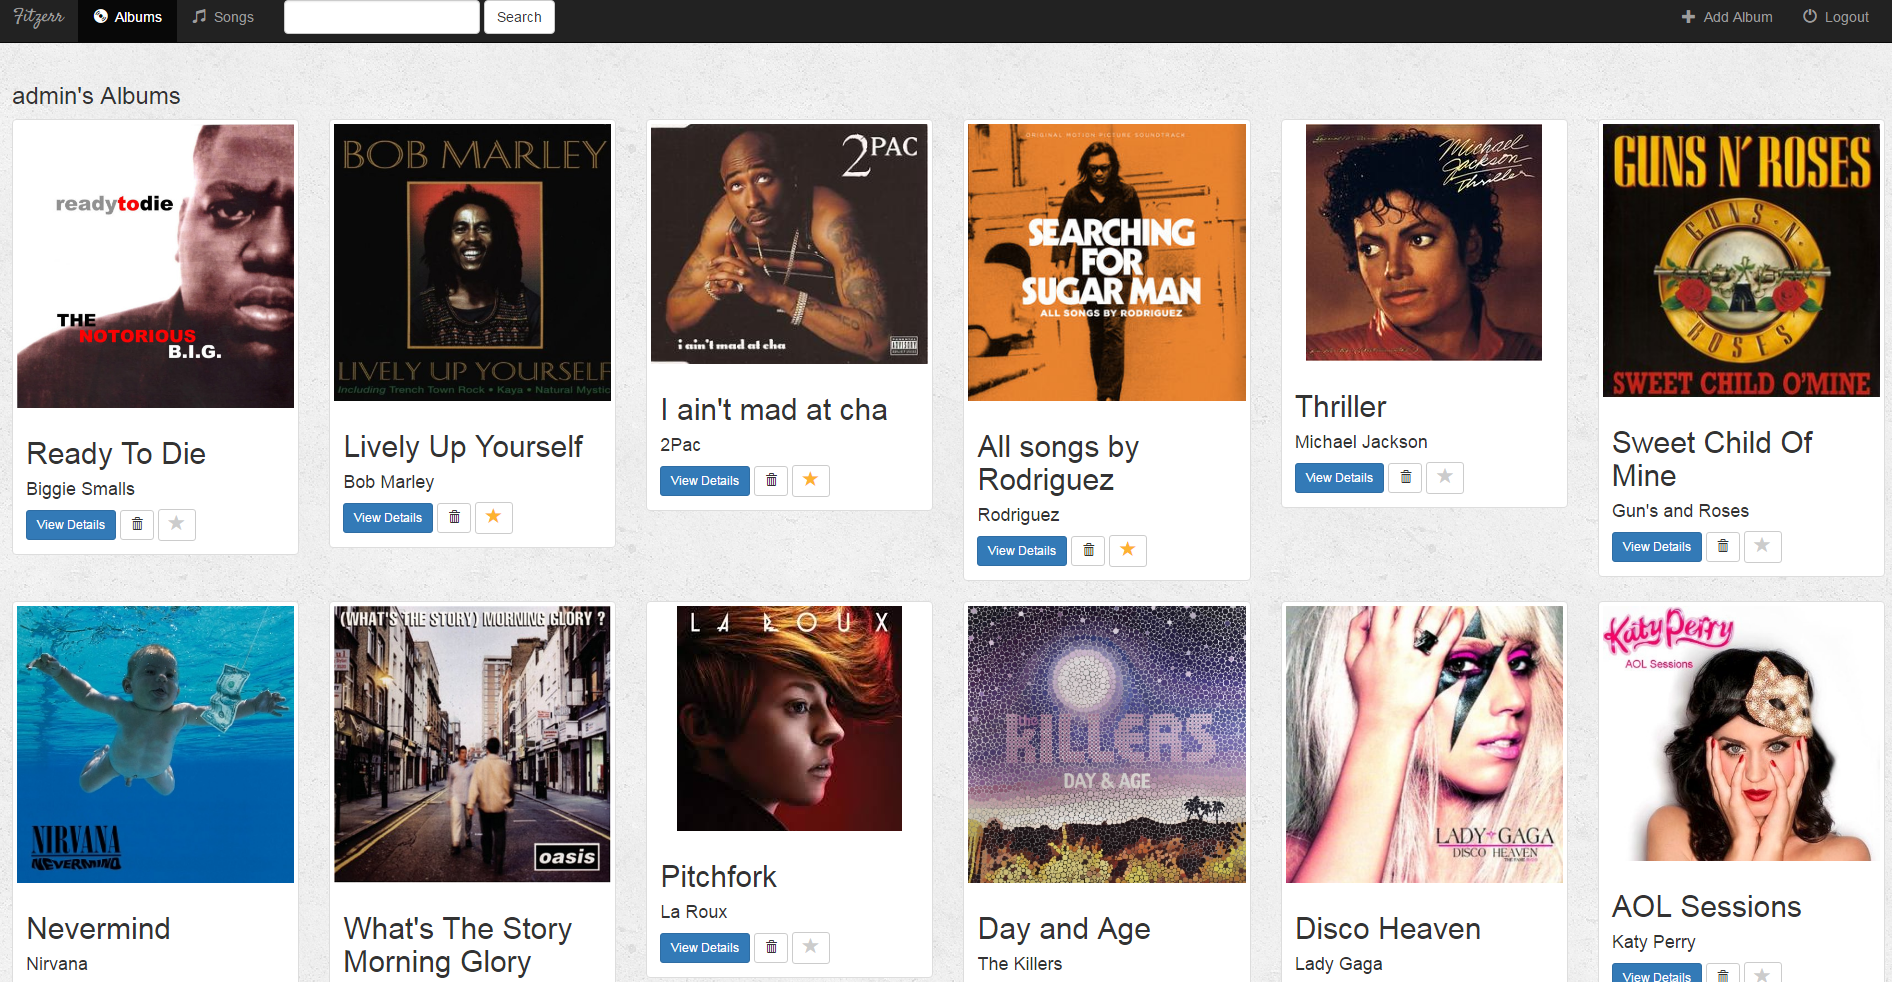 Fitzerr Albums Songs Search Add Album Logout
admin's Albums
readytodie
THE
NOTORIOUS
B.I.G.
Ready To Die
Biggie Smalls
View Details
BOB MARLEY
LIVELY UP YOURSELF
Including Trench Town Rock • Kaya • Natural Mystic
Lively Up Yourself
Bob Marley
View Details
2PAC
i ain't mad at cha
I ain't mad at cha
2Pac
View Details
ORIGINAL MOTION PICTURE SOUNDTRACK
SEARCHING
FOR
SUGAR MAN
ALL SONGS BY RODRIGUEZ
All songs by
Rodriguez
Rodriguez
View Details
Michael
Jackson
Thriller
Thriller
Michael Jackson
View Details
GUNS N' ROSES
GUNS N'
ROSES
SWEET CHILD O'MINE
Sweet Child Of
Mine
Gun's and Roses
View Details
NIRVANA
NEVERMIND
Nevermind
Nirvana
(WHAT'S THE STORY) MORNING GLORY ?
oasis
What's The Story
Morning Glory
LA ROUX
Pitchfork
La Roux
View Details
THE KILLERS
DAY & AGE
Day and Age
The Killers
LADY GAGA
DISCO HEAVEN
Disco Heaven
Lady Gaga
Katy Perry
AOL Sessions
AOL Sessions
Katy Perry
View Details